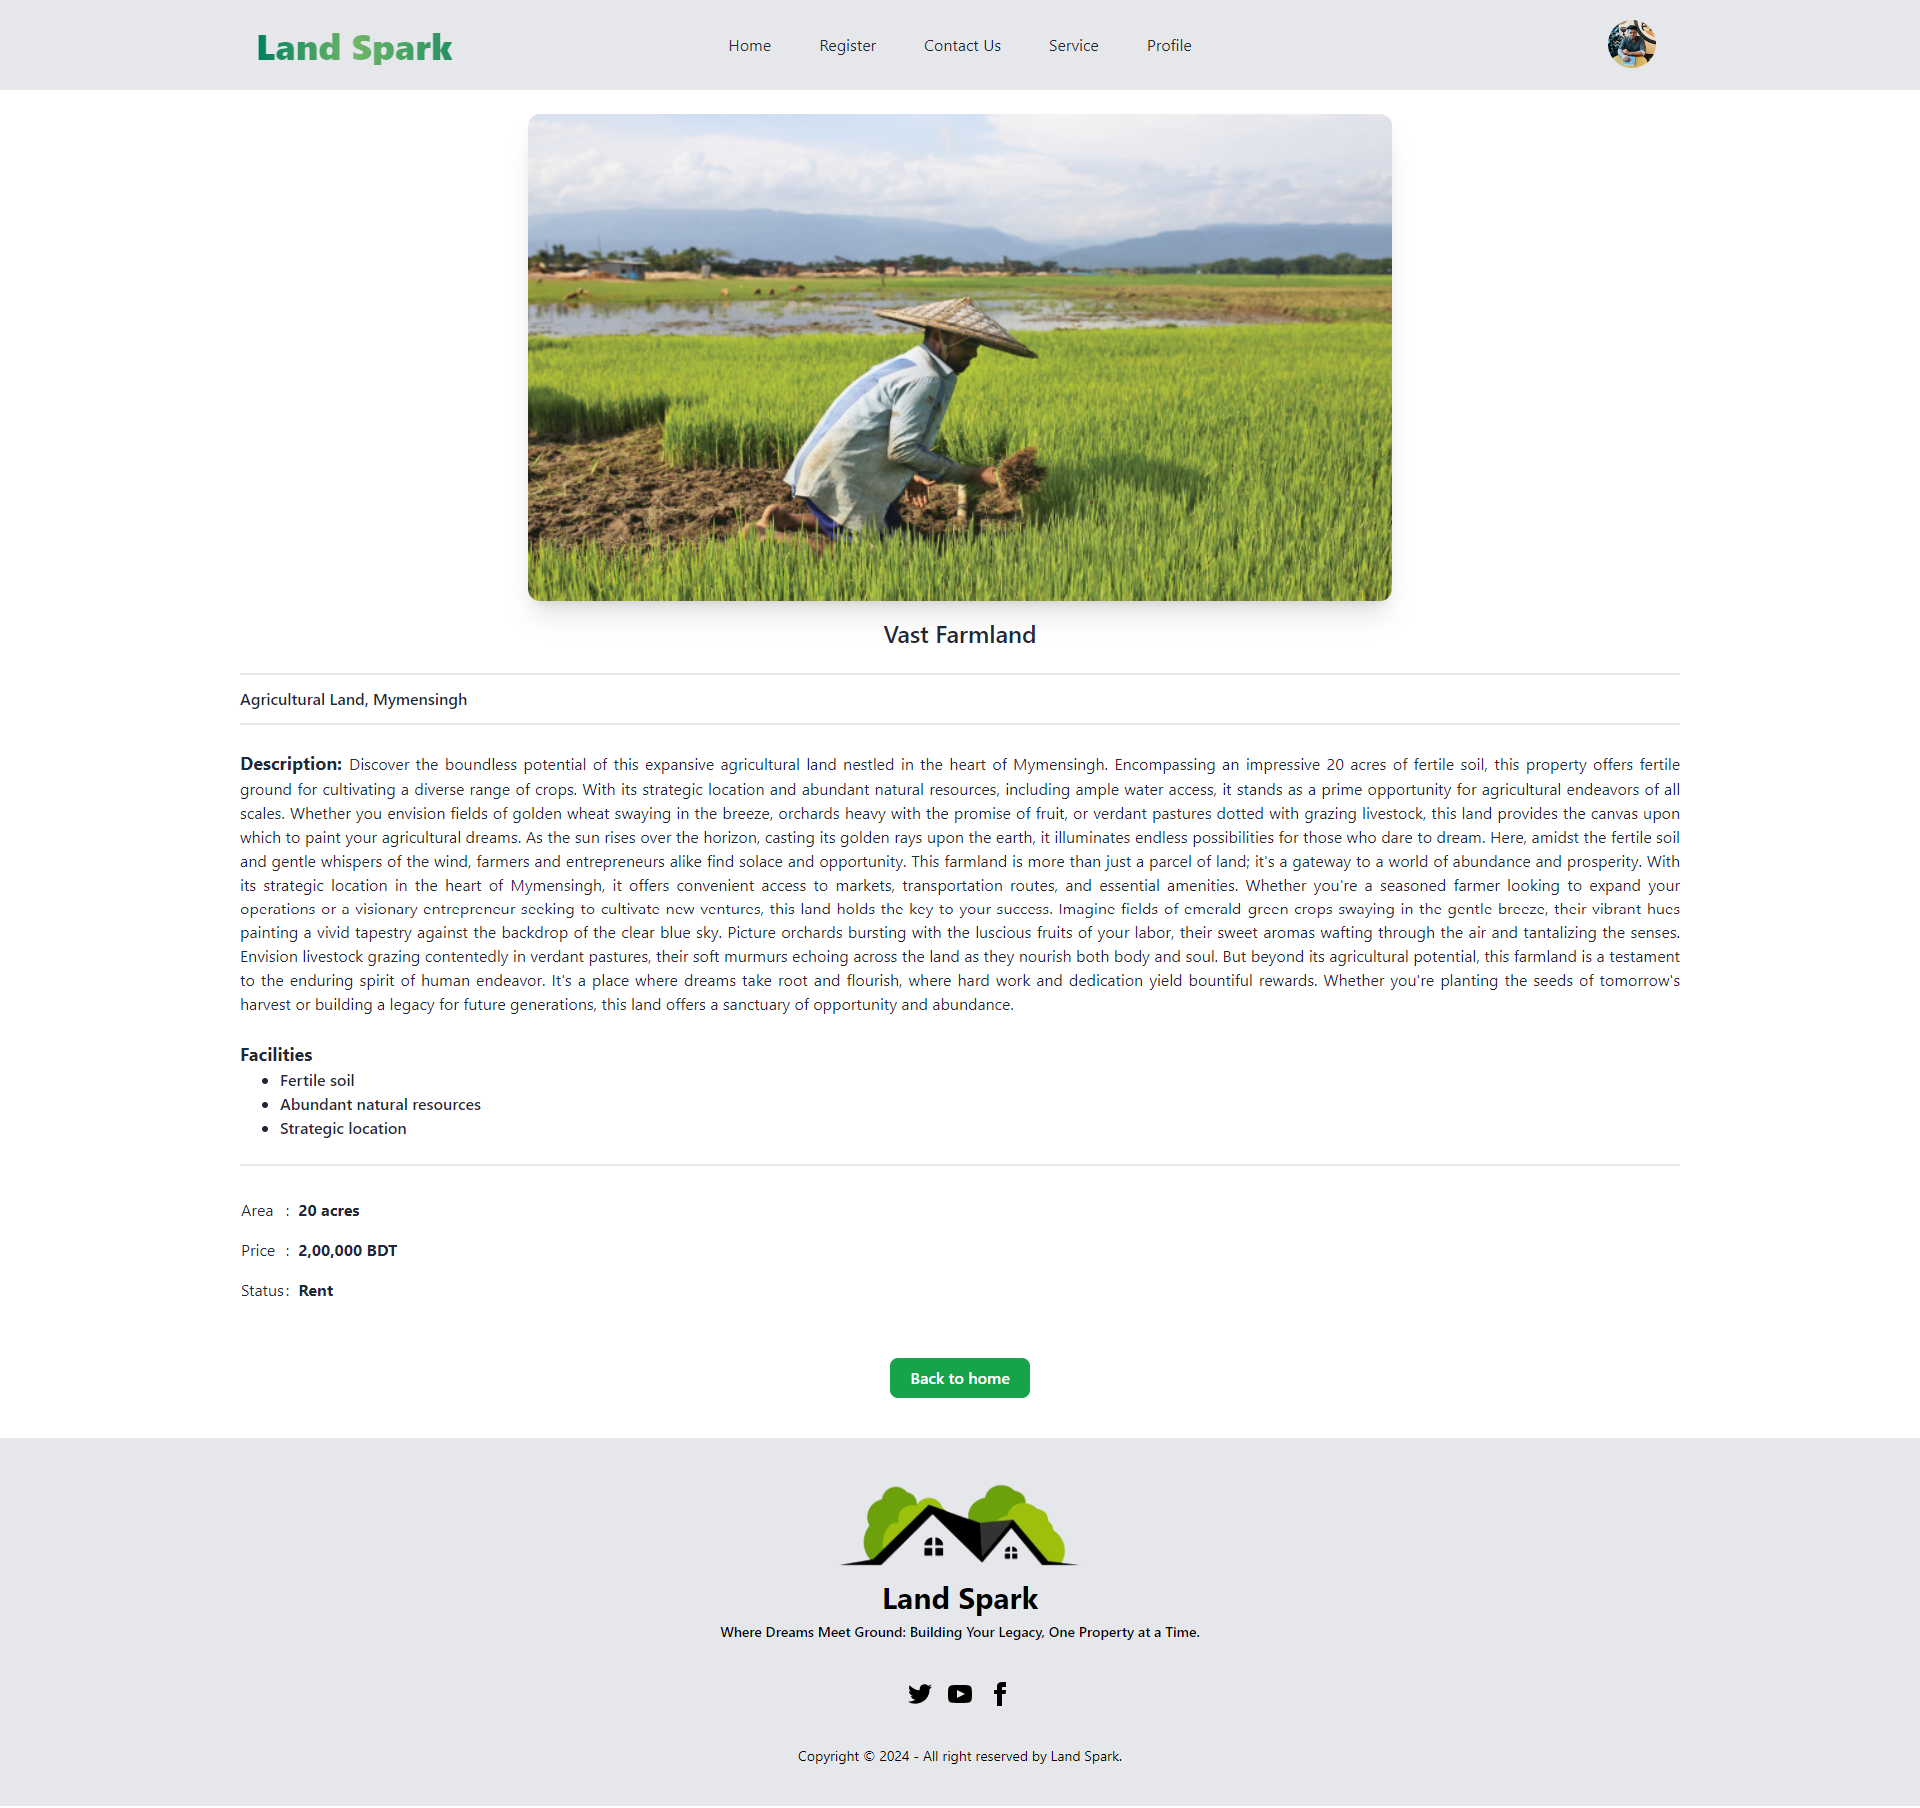 Land Spark
Home Register Contact Us Service Profile
Vast Farmland
Agricultural Land, Mymensingh
Description: Discover the boundless potential of this expansive agricultural land nestled in the heart of Mymensingh. Encompassing an impressive 20 acres of fertile soil, this property offers fertile
ground for cultivating a diverse range of crops. With its strategic location and abundant natural resources, including ample water access, it stands as a prime opportunity for agricultural endeavors of all
scales. Whether you envision fields of golden wheat swaying in the breeze, orchards heavy with the promise of fruit, or verdant pastures dotted with grazing livestock, this land provides the canvas upon
which to paint your agricultural dreams. As the sun rises over the horizon, casting its golden rays upon the earth, it illuminates endless possibilities for those who dare to dream. Here, amidst the fertile soil
and gentle whispers of the wind, farmers and entrepreneurs alike find solace and opportunity. This farmland is more than just a parcel of land; it's a gateway to a world of abundance and prosperity. With
its strategic location in the heart of Mymensingh, it offers convenient access to markets, transportation routes, and essential amenities. Whether you're a seasoned farmer looking to expand your
operations or a visionary entrepreneur seeking to cultivate new ventures, this land holds the key to your success. Imagine fields of emerald green crops swaying in the gentle breeze, their vibrant hues
painting a vivid tapestry against the backdrop of the clear blue sky. Picture orchards bursting with the luscious fruits of your labor, their sweet aromas wafting through the air and tantalizing the senses.
Envision livestock grazing contentedly in verdant pastures, their soft murmurs echoing across the land as they nourish both body and soul. But beyond its agricultural potential, this farmland is a testament
to the enduring spirit of human endeavor. It's a place where dreams take root and flourish, where hard work and dedication yield bountiful rewards. Whether you're planting the seeds of tomorrow's
harvest or building a legacy for future generations, this land offers a sanctuary of opportunity and abundance.
Facilities
• Fertile soil
• Abundant natural resources
• Strategic location
Area : 20 acres
Price : 2,00,000 BDT
Status : Rent
Back to home
Land Spark
Where Dreams Meet Ground: Building Your Legacy, One Property at a Time.
Copyright © 2024 - All right reserved by Land Spark.